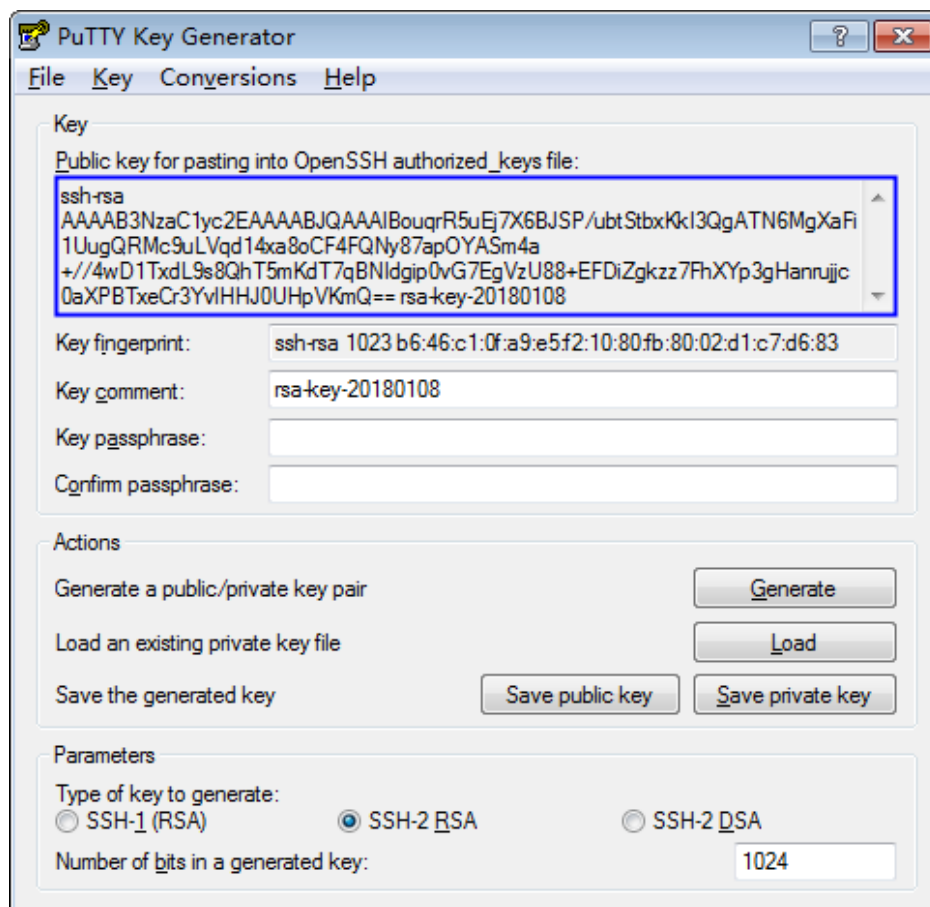 PuTTY Key Generator
File Key Conversions Help
Key
Public key for pasting into OpenSSH authorized_keys file:
ssh-rsa
AAAAB3NzaC1yc2EAAAABJQAAAIBouqrR5uEj7X6BJSP/ubtStbxKkI3QgATN6MgXaFi
1UugQRMc9uLVqd14xa8oCF4FQNy87apOYASm4a
+//4wD1TxdL9s8QhT5mKdT7qBNIdgip0vG7EgVzU88+EFDiZgkzz7FhXYp3gHanrujjc
0aXPBTxeCr3YvIHHJ0UHpVKmQ== rsa-key-20180108
Key fingerprint: ssh-rsa 1023 b6:46:c1:0f:a9:e5:f2:10:80:fb:80:02:d1:c7:d6:83
Key comment: rsa-key-20180108
Key passphrase:
Confirm passphrase:
Actions
Generate a public/private key pair Generate
Load an existing private key file Load
Save the generated key Save public key Save private key
Parameters
Type of key to generate:
SSH-1 (RSA) SSH-2 RSA SSH-2 DSA
Number of bits in a generated key: 1024